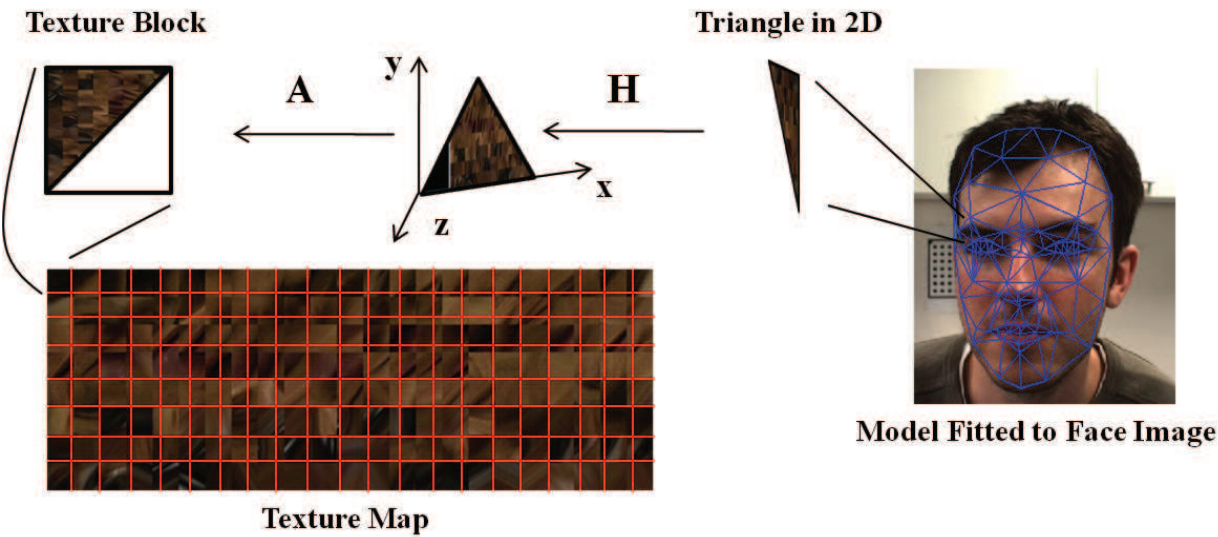 Texture Block
Triangle in 2D
A
y
H
x
z
Texture Map
Model Fitted to Face Image